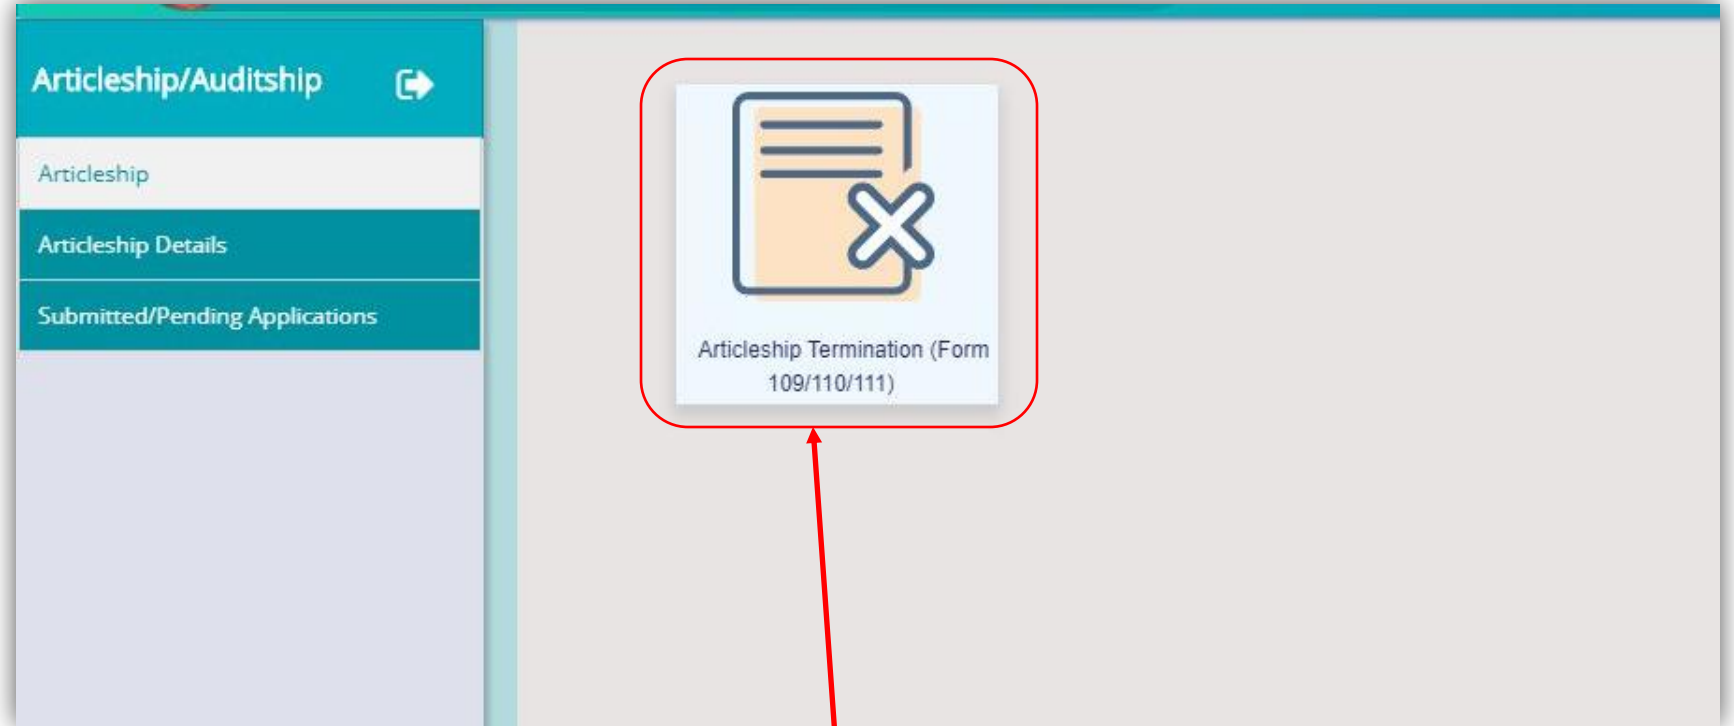 Articleship/Auditship
Articleship
Articleship Details
Submitted/Pending Applications
Articleship Termination (Form
109/110/111)